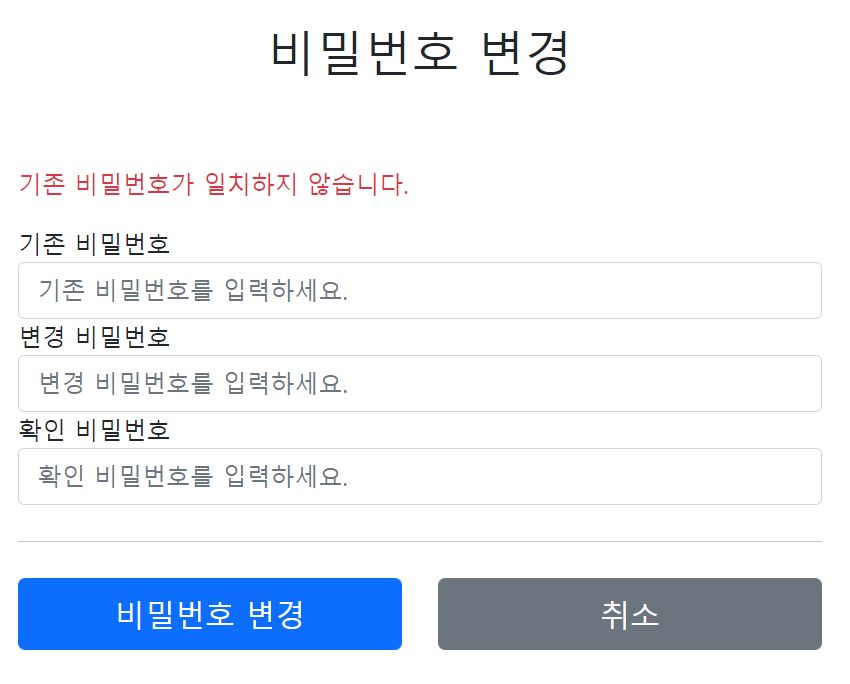 비밀번호 변경
기존 비밀번호가 일치하지 않습니다.
기존 비밀번호
기존 비밀번호를 입력하세요.
변경 비밀번호
변경 비밀번호를 입력하세요.
확인 비밀번호
확인 비밀번호를 입력하세요.
비밀번호 변경
취소